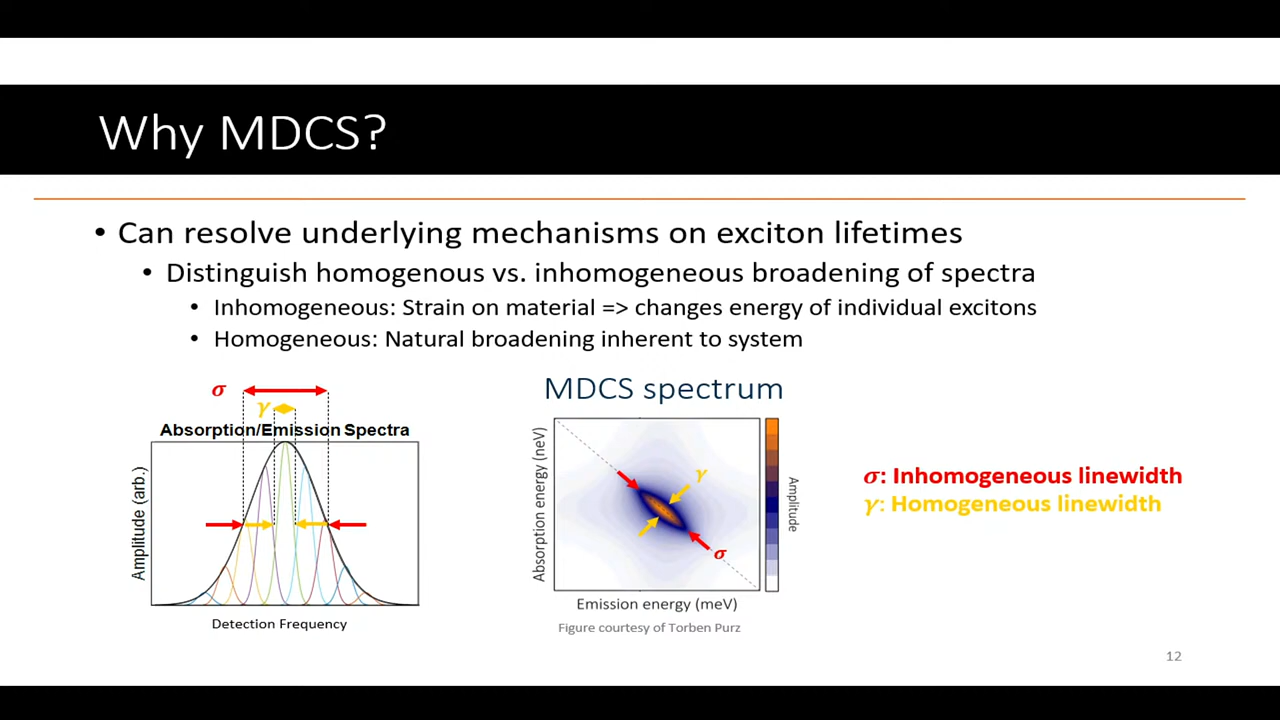 Why MDCS?
• Can resolve underlying mechanisms on exciton lifetimes
• Distinguish homogenous vs. inhomogeneous broadening of spectra
• Inhomogeneous: Strain on material => changes energy of individual excitons
• Homogeneous: Natural broadening inherent to system
σ
γ
Absorption/Emission Spectra
Amplitude (arb.)
Detection Frequency
MDCS spectrum
Absorption energy (neV)
γ
σ
Amplitude
Emission energy (meV)
Figure courtesy of Torben Purz
σ: Inhomogeneous linewidth
γ: Homogeneous linewidth
12